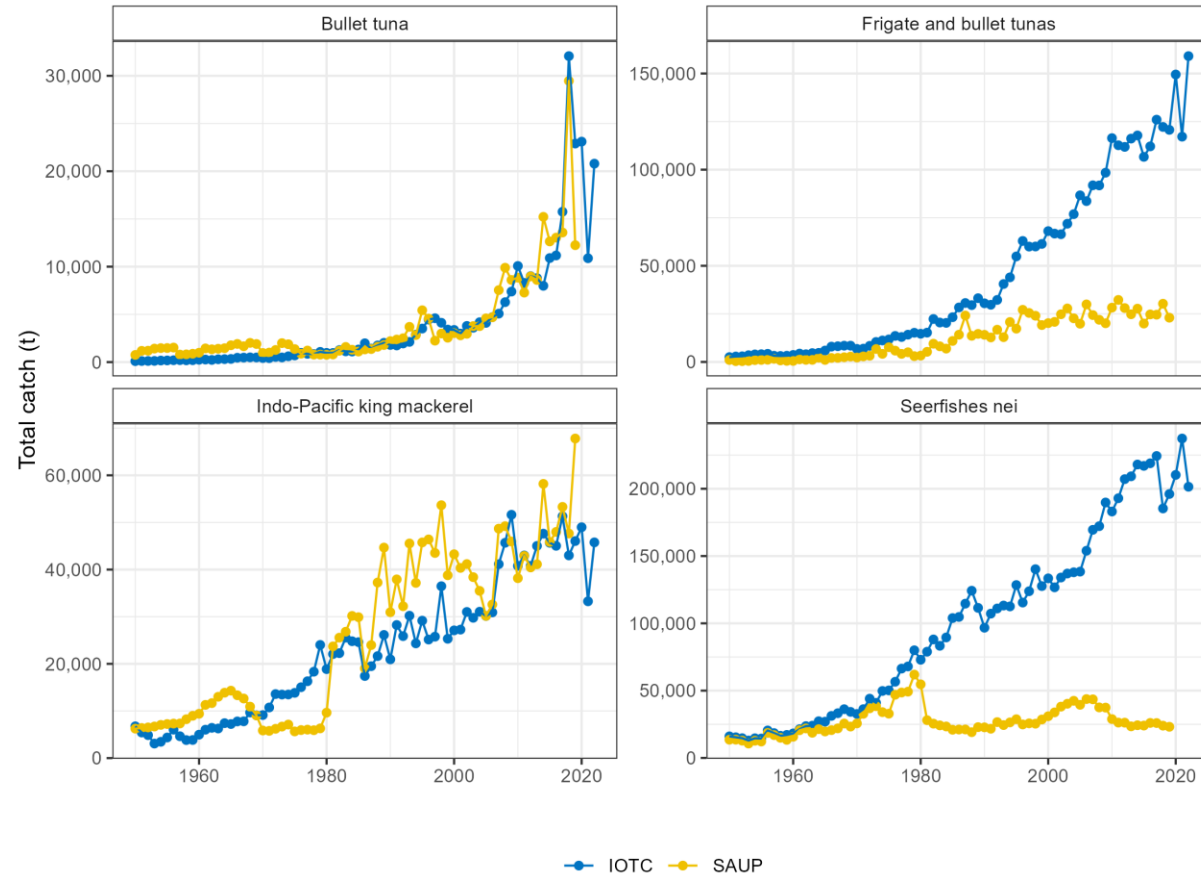 Bullet tuna
Frigate and bullet tunas
30,000
20,000
10,000
0
150,000
100,000
50,000
0
Total catch (t)
Indo-Pacific king mackerel
Seerfishes nei
60,000
40,000
20,000
0
200,000
150,000
100,000
50,000
0
1960 1980 2000 2020
1960 1980 2000 2020
IOTC SAUP